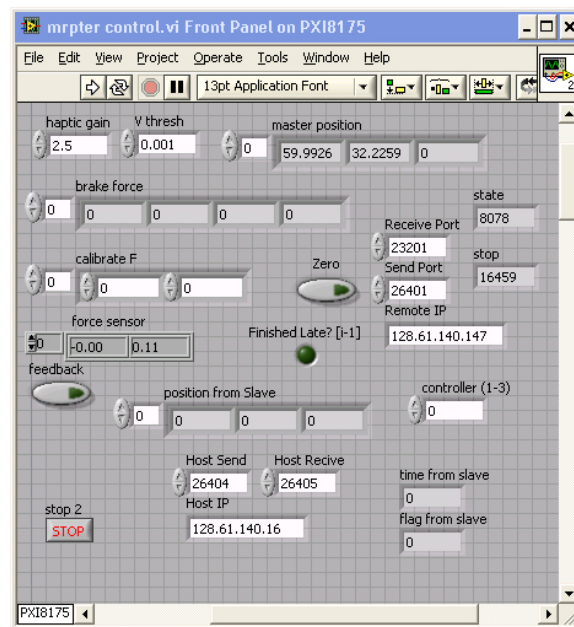 mrpter control.vi Front Panel on PXI8175
File Edit View Project Operate Tools Window Help
13pt Application Font
2
haptic gain V thresh master position
2.5 0.001 0 59.9926 32.2259 0
brake force
0 0 0 0 0
state
8078
Receive Port
23201
stop
16459
calibrate F
0 0 0
Zero
Send Port
26401
Remote IP
128.61.140.147
force sensor
0 -0.00 0.11
Finished Late? [i-1]
feedback
position from Slave
0 0 0 0
controller (1-3)
0
Host Send Host Recive
26404 26405
Host IP
128.61.140.16
time from slave
0
flag from slave
0
stop 2
STOP
PXI8175